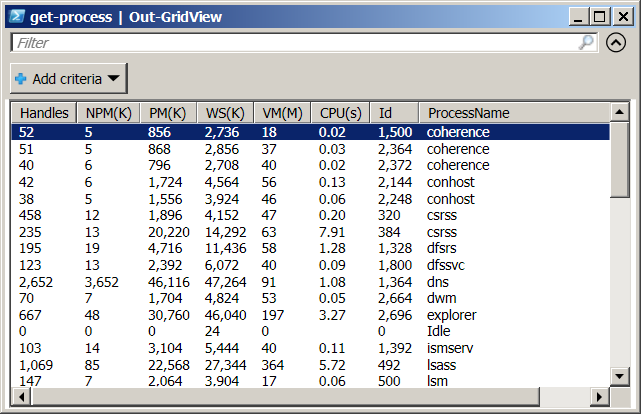 get-process | Out-GridView
Filter
Add criteria
Handles NPM(K) PM(K) WS(K) VM(M) CPU(s) Id ProcessName
52 5 856 2,736 18 0.02 1,500 coherence
51 5 868 2,856 37 0.03 2,364 coherence
40 6 796 2,708 40 0.02 2,372 coherence
42 6 1,724 4,564 56 0.13 2,144 conhost
38 5 1,556 3,924 46 0.06 2,248 conhost
458 12 1,896 4,152 47 0.20 320 csrss
235 13 20,220 14,292 63 7.91 384 csrss
195 19 4,716 11,436 58 1.28 1,328 dfsrs
123 13 2,392 6,072 40 0.09 1,800 dfssvc
2,652 3,652 46,116 47,264 91 1.08 1,364 dns
70 7 1,704 4,824 53 0.05 2,664 dwm
667 48 30,760 46,040 197 3.27 2,696 explorer
0 0 0 24 0 0 Idle
103 14 3,104 5,444 40 0.11 1,392 ismserv
1,069 85 22,568 27,344 364 5.72 492 lsass
147 7 2,064 3,904 17 0.06 500 lsm